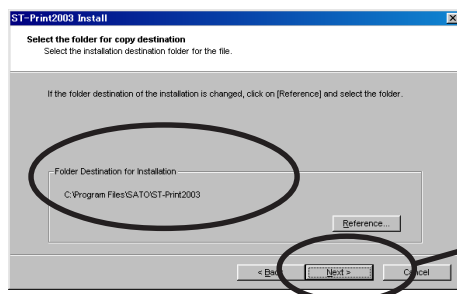 ST-Print2003 Install
Select the folder for copy destination
Select the installation destination folder for the file.
If the folder destination of the installation is changed, click on [Reference] and select the folder.
Folder Destination for Installation
C:\Program Files\SATO\ST-Print2003
Reference...
< Back Next > Cancel